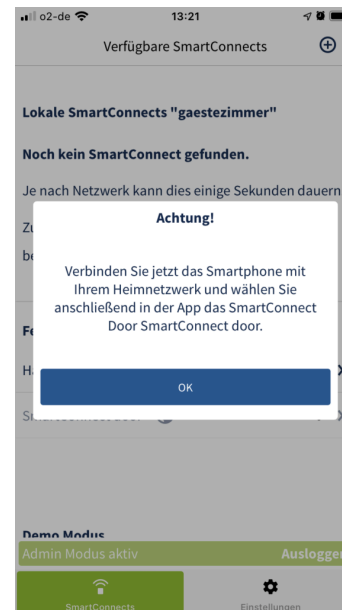 o2-de
13:21
Verfügbare SmartConnects
Lokale SmartConnects "gaestezimmer"
Noch kein SmartConnect gefunden.
Je nach Netzwerk kann dies einige Sekunden dauern
Achtung!
Verbinden Sie jetzt das Smartphone mit
Ihrem Heimnetzwerk und wählen Sie
anschließend in der App das SmartConnect
Door SmartConnect door.
OK
Demo Modus
Admin Modus aktiv
Auslogge
SmartConnects
Einstellungen